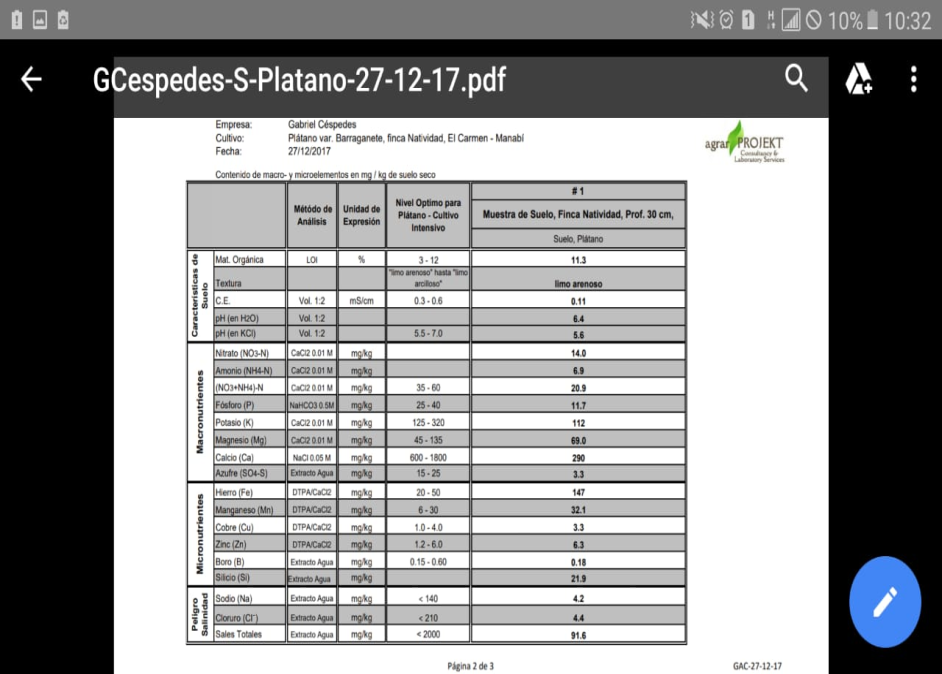 10% 10:32
GCespedes-S-Platano-27-12-17.pdf
Empresa: Gabriel Céspedes
Cultivo: Plátano var. Barraganete, finca Natividad, El Carmen - Manabí
Fecha: 27/12/2017
agrarPROJEKT
Consultancy &
Laboratory Services
Contenido de macro- y microelementos en mg / kg de suelo seco
Metódo de Análisis Unidad de Expresión Nivel Optimo para Plátano - Cultivo Intensivo # 1
Muestra de Suelo, Finca Natividad, Prof. 30 cm,
Suelo, Plátano
Caracteristicas de Suelo
Mat. Orgánica LOI % 3 - 12 11.3
Textura "limo arenoso" hasta "limo arcilloso" limo arenoso
C.E. Vol. 1:2 mS/cm 0.3 - 0.6 0.11
pH (en H2O) Vol. 1:2 6.4
pH (en KCl) Vol. 1:2 5.5 - 7.0 5.6
Macronutrientes
Nitrato (NO3-N) CaCl2 0.01 M mg/kg 14.0
Amonio (NH4-N) CaCl2 0.01 M mg/kg 6.9
(NO3+NH4)-N CaCl2 0.01 M mg/kg 35 - 60 20.9
Fósforo (P) NaHCO3 0.5M mg/kg 25 - 40 11.7
Potasio (K) CaCl2 0.01 M mg/kg 125 - 320 112
Magnesio (Mg) CaCl2 0.01 M mg/kg 45 - 135 69.0
Calcio (Ca) NaCl 0.05 M mg/kg 600 - 1800 290
Azufre (SO4-S) Extracto Agua mg/kg 15 - 25 3.3
Micronutrientes
Hierro (Fe) DTPA/CaCl2 mg/kg 20 - 50 147
Manganeso (Mn) DTPA/CaCl2 mg/kg 6 - 30 32.1
Cobre (Cu) DTPA/CaCl2 mg/kg 1.0 - 4.0 3.3
Zinc (Zn) DTPA/CaCl2 mg/kg 1.2 - 6.0 6.3
Boro (B) Extracto Agua mg/kg 0.15 - 0.60 0.18
Silicio (Si) Extracto Agua mg/kg 21.9
Peligro Salinidad
Sodio (Na) Extracto Agua mg/kg < 140 4.2
Cloruro (Cl⁻) Extracto Agua mg/kg < 210 4.4
Sales Totales Extracto Agua mg/kg < 2000 91.6
Página 2 de 3
GAC-27-12-17